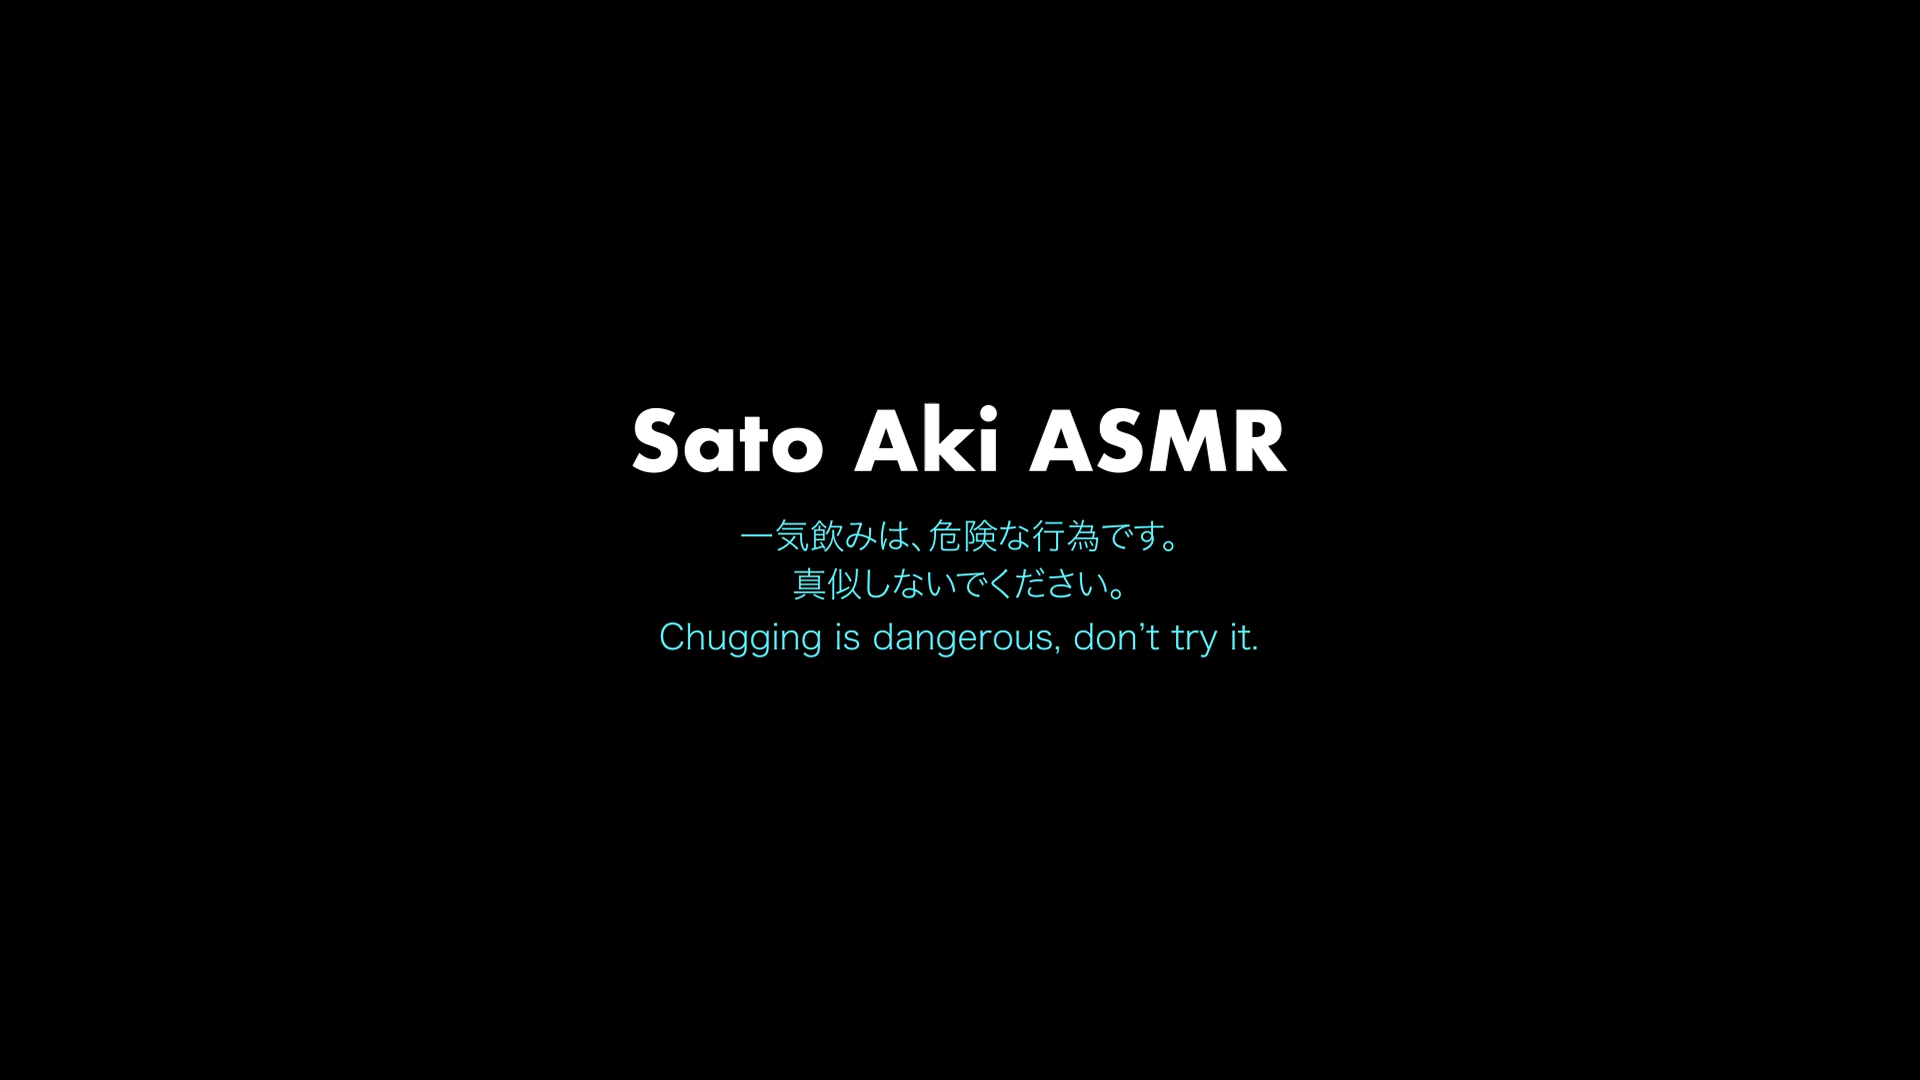 Sato Aki ASMR
一気飲みは、危険な行為です。
真似しないでください。
Chugging is dangerous, don’t try it.